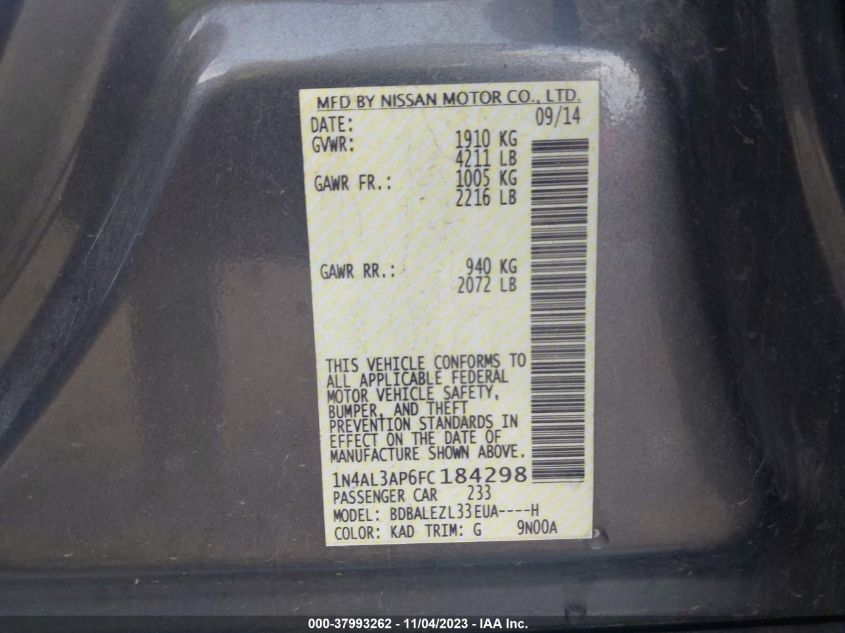 MFD BY NISSAN MOTOR CO., LTD.
DATE: 09/14
GVWR: 1910 KG
4211 LB
GAWR FR.: 1005 KG
2216 LB
GAWR RR.: 940 KG
2072 LB
THIS VEHICLE CONFORMS TO
ALL APPLICABLE FEDERAL
MOTOR VEHICLE SAFETY,
BUMPER, AND THEFT
PREVENTION STANDARDS IN
EFFECT ON THE DATE OF
MANUFACTURE SHOWN ABOVE.
1N4AL3AP6FC184298
PASSENGER CAR 233
MODEL: BDBALEZL33EUA----H
COLOR: KAD TRIM: G 9N00A
000-37993262 - 11/04/2023 - IAA Inc.